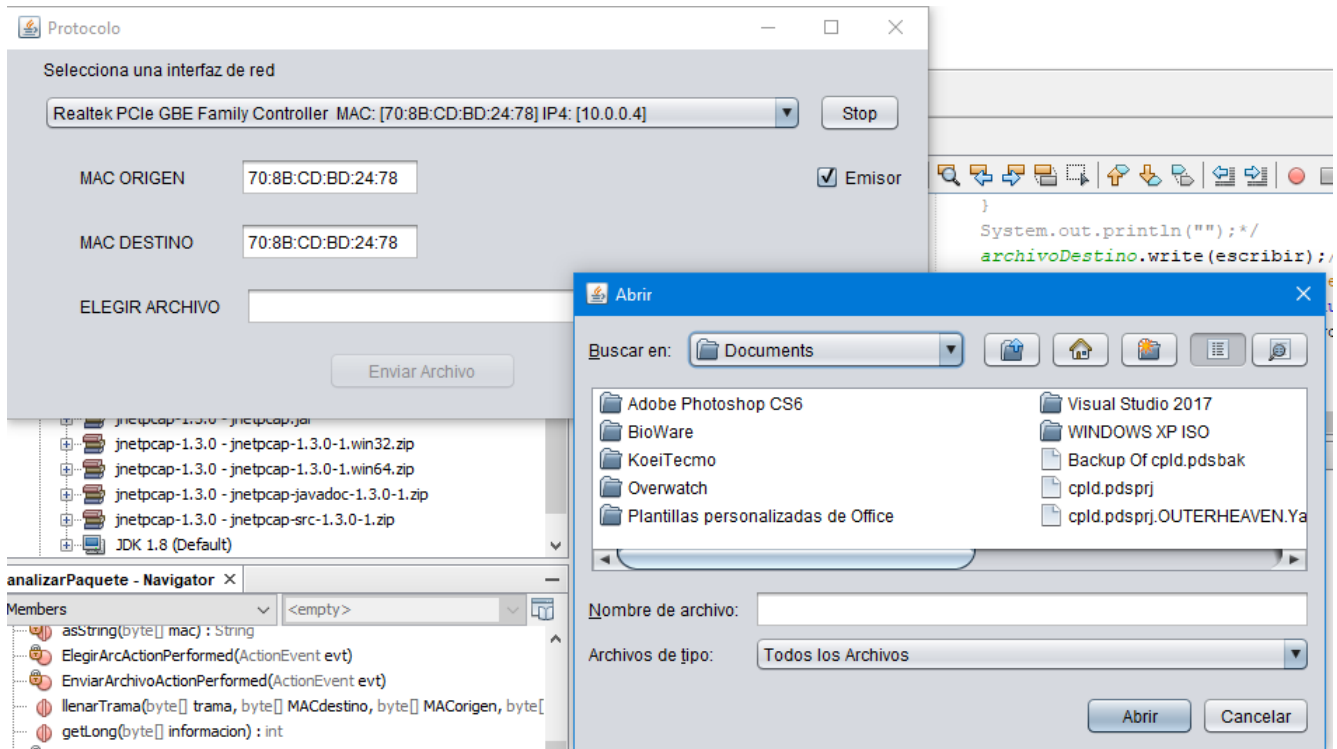 Protocolo
Selecciona una interfaz de red
Realtek PCIe GBE Family Controller MAC: [70:8B:CD:BD:24:78] IP4: [10.0.0.4]
Stop
MAC ORIGEN
70:8B:CD:BD:24:78
Emisor
MAC DESTINO
70:8B:CD:BD:24:78
ELEGIR ARCHIVO
Enviar Archivo
}
System.out.println("");*/
archivoDestino.write(escribir);/
Abrir
Buscar en:
Documents
Adobe Photoshop CS6
BioWare
KoeiTecmo
Overwatch
Plantillas personalizadas de Office
Visual Studio 2017
WINDOWS XP ISO
Backup Of cpld.pdsbak
cpld.pdsprj
cpld.pdsprj.OUTERHEAVEN.Ya
Nombre de archivo:
Archivos de tipo:
Todos los Archivos
Abrir
Cancelar
jnetpcap-1.3.0 - jnetpcap.jar
jnetpcap-1.3.0 - jnetpcap-1.3.0-1.win32.zip
jnetpcap-1.3.0 - jnetpcap-1.3.0-1.win64.zip
jnetpcap-1.3.0 - jnetpcap-javadoc-1.3.0-1.zip
jnetpcap-1.3.0 - jnetpcap-src-1.3.0-1.zip
JDK 1.8 (Default)
analizarPaquete - Navigator
Members
<empty>
asString(byte[] mac) : String
ElegirArcActionPerformed(ActionEvent evt)
EnviarArchivoActionPerformed(ActionEvent evt)
llenarTrama(byte[] trama, byte[] MACdestino, byte[] MACorigen, byte[
getLong(byte[] informacion) : int